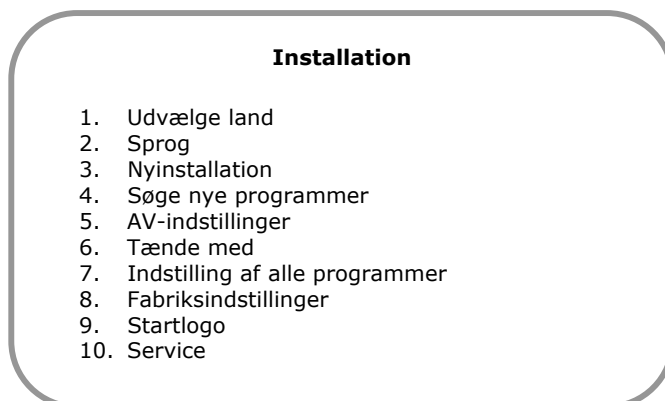 Installation
1. Udvælge land
2. Sprog
3. Nyinstallation
4. Søge nye programmer
5. AV-indstillinger
6. Tænde med
7. Indstilling af alle programmer
8. Fabriksindstillinger
9. Startlogo
10. Service